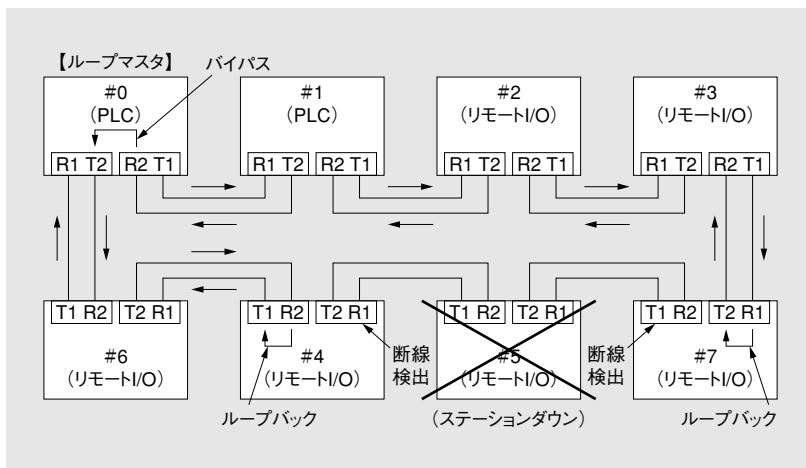 【ループマスタ】 バイパス
#0
(PLC)
R1 T2 R2 T1
#1
(PLC)
R1 T2 R2 T1
#2
(リモートI/O)
R1 T2 R2 T1
#3
(リモートI/O)
R1 T2 R2 T1
T1 R2 T2 R1
#6
(リモートI/O)
T1 R2 T2 R1
#4
(リモートI/O)
ループバック
断線
検出
T1 R2 T2 R1
#5
(リモートI/O)
(ステーションダウン)
断線
検出
T1 R2 T2 R1
#7
(リモートI/O)
ループバック